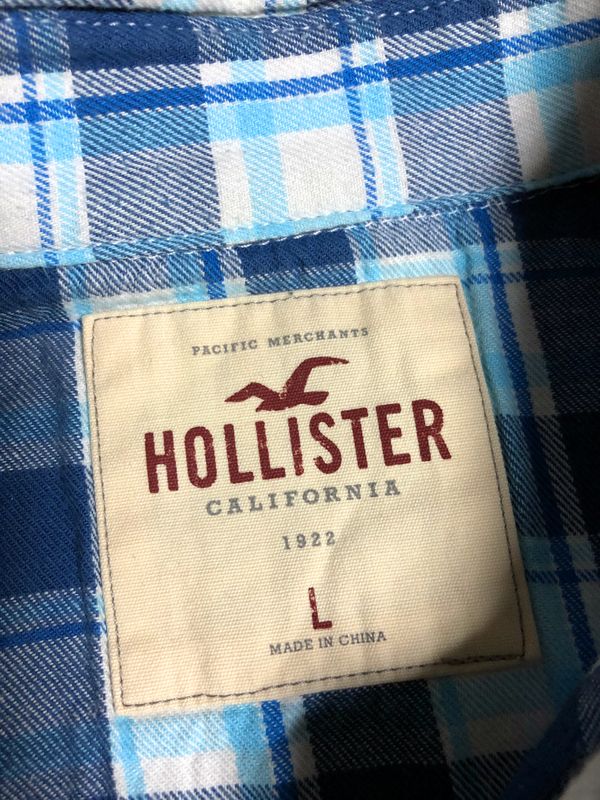 PACIFIC MERCHANTS
HOLLISTER
CALIFORNIA
1922
L
MADE IN CHINA